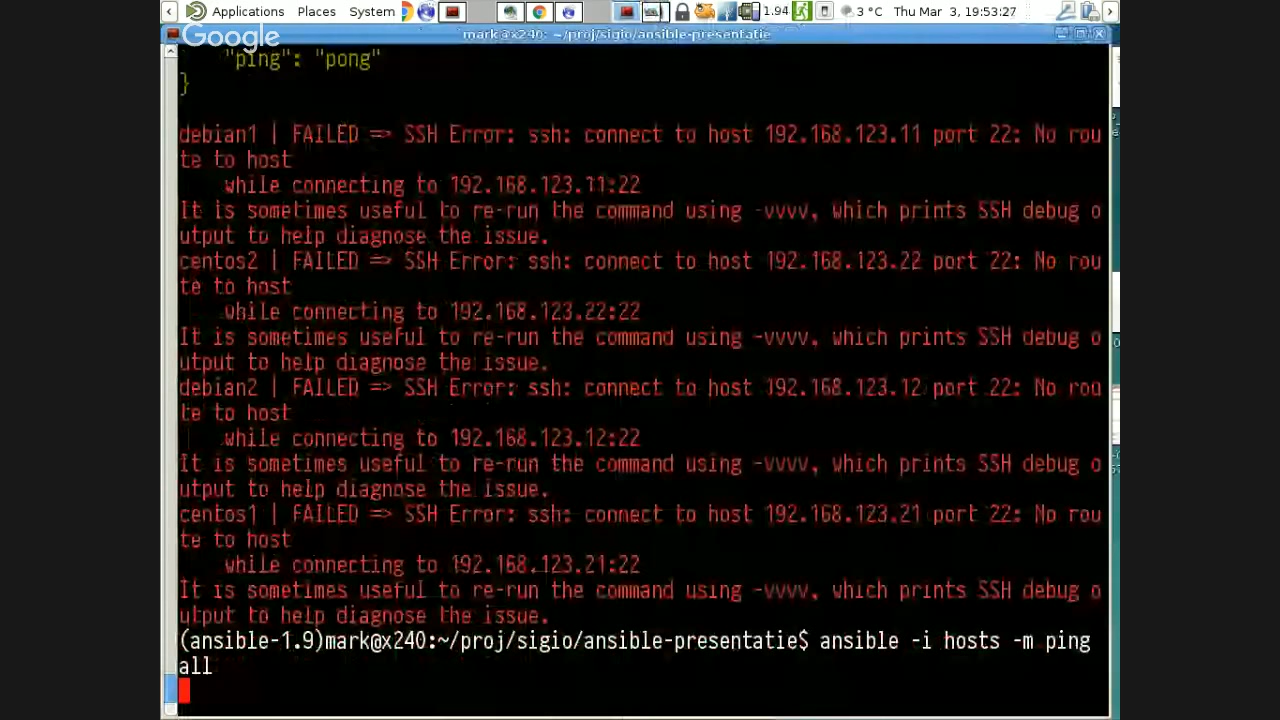 Applications Places System 1.94 3 °C Thu Mar 3, 19:53:27
Google
mark@x240: ~/proj/sigio/ansible-presentatie
"ping": "pong"
}
debian1 | FAILED => SSH Error: ssh: connect to host 192.168.123.11 port 22: No rou
te to host
while connecting to 192.168.123.11:22
It is sometimes useful to re-run the command using -vvvv, which prints SSH debug o
utput to help diagnose the issue.
centos2 | FAILED => SSH Error: ssh: connect to host 192.168.123.22 port 22: No rou
te to host
while connecting to 192.168.123.22:22
It is sometimes useful to re-run the command using -vvvv, which prints SSH debug o
utput to help diagnose the issue.
debian2 | FAILED => SSH Error: ssh: connect to host 192.168.123.12 port 22: No rou
te to host
while connecting to 192.168.123.12:22
It is sometimes useful to re-run the command using -vvvv, which prints SSH debug o
utput to help diagnose the issue.
centos1 | FAILED => SSH Error: ssh: connect to host 192.168.123.21 port 22: No rou
te to host
while connecting to 192.168.123.21:22
It is sometimes useful to re-run the command using -vvvv, which prints SSH debug o
utput to help diagnose the issue.
(ansible-1.9)mark@x240:~/proj/sigio/ansible-presentatie$ ansible -i hosts -m ping
all